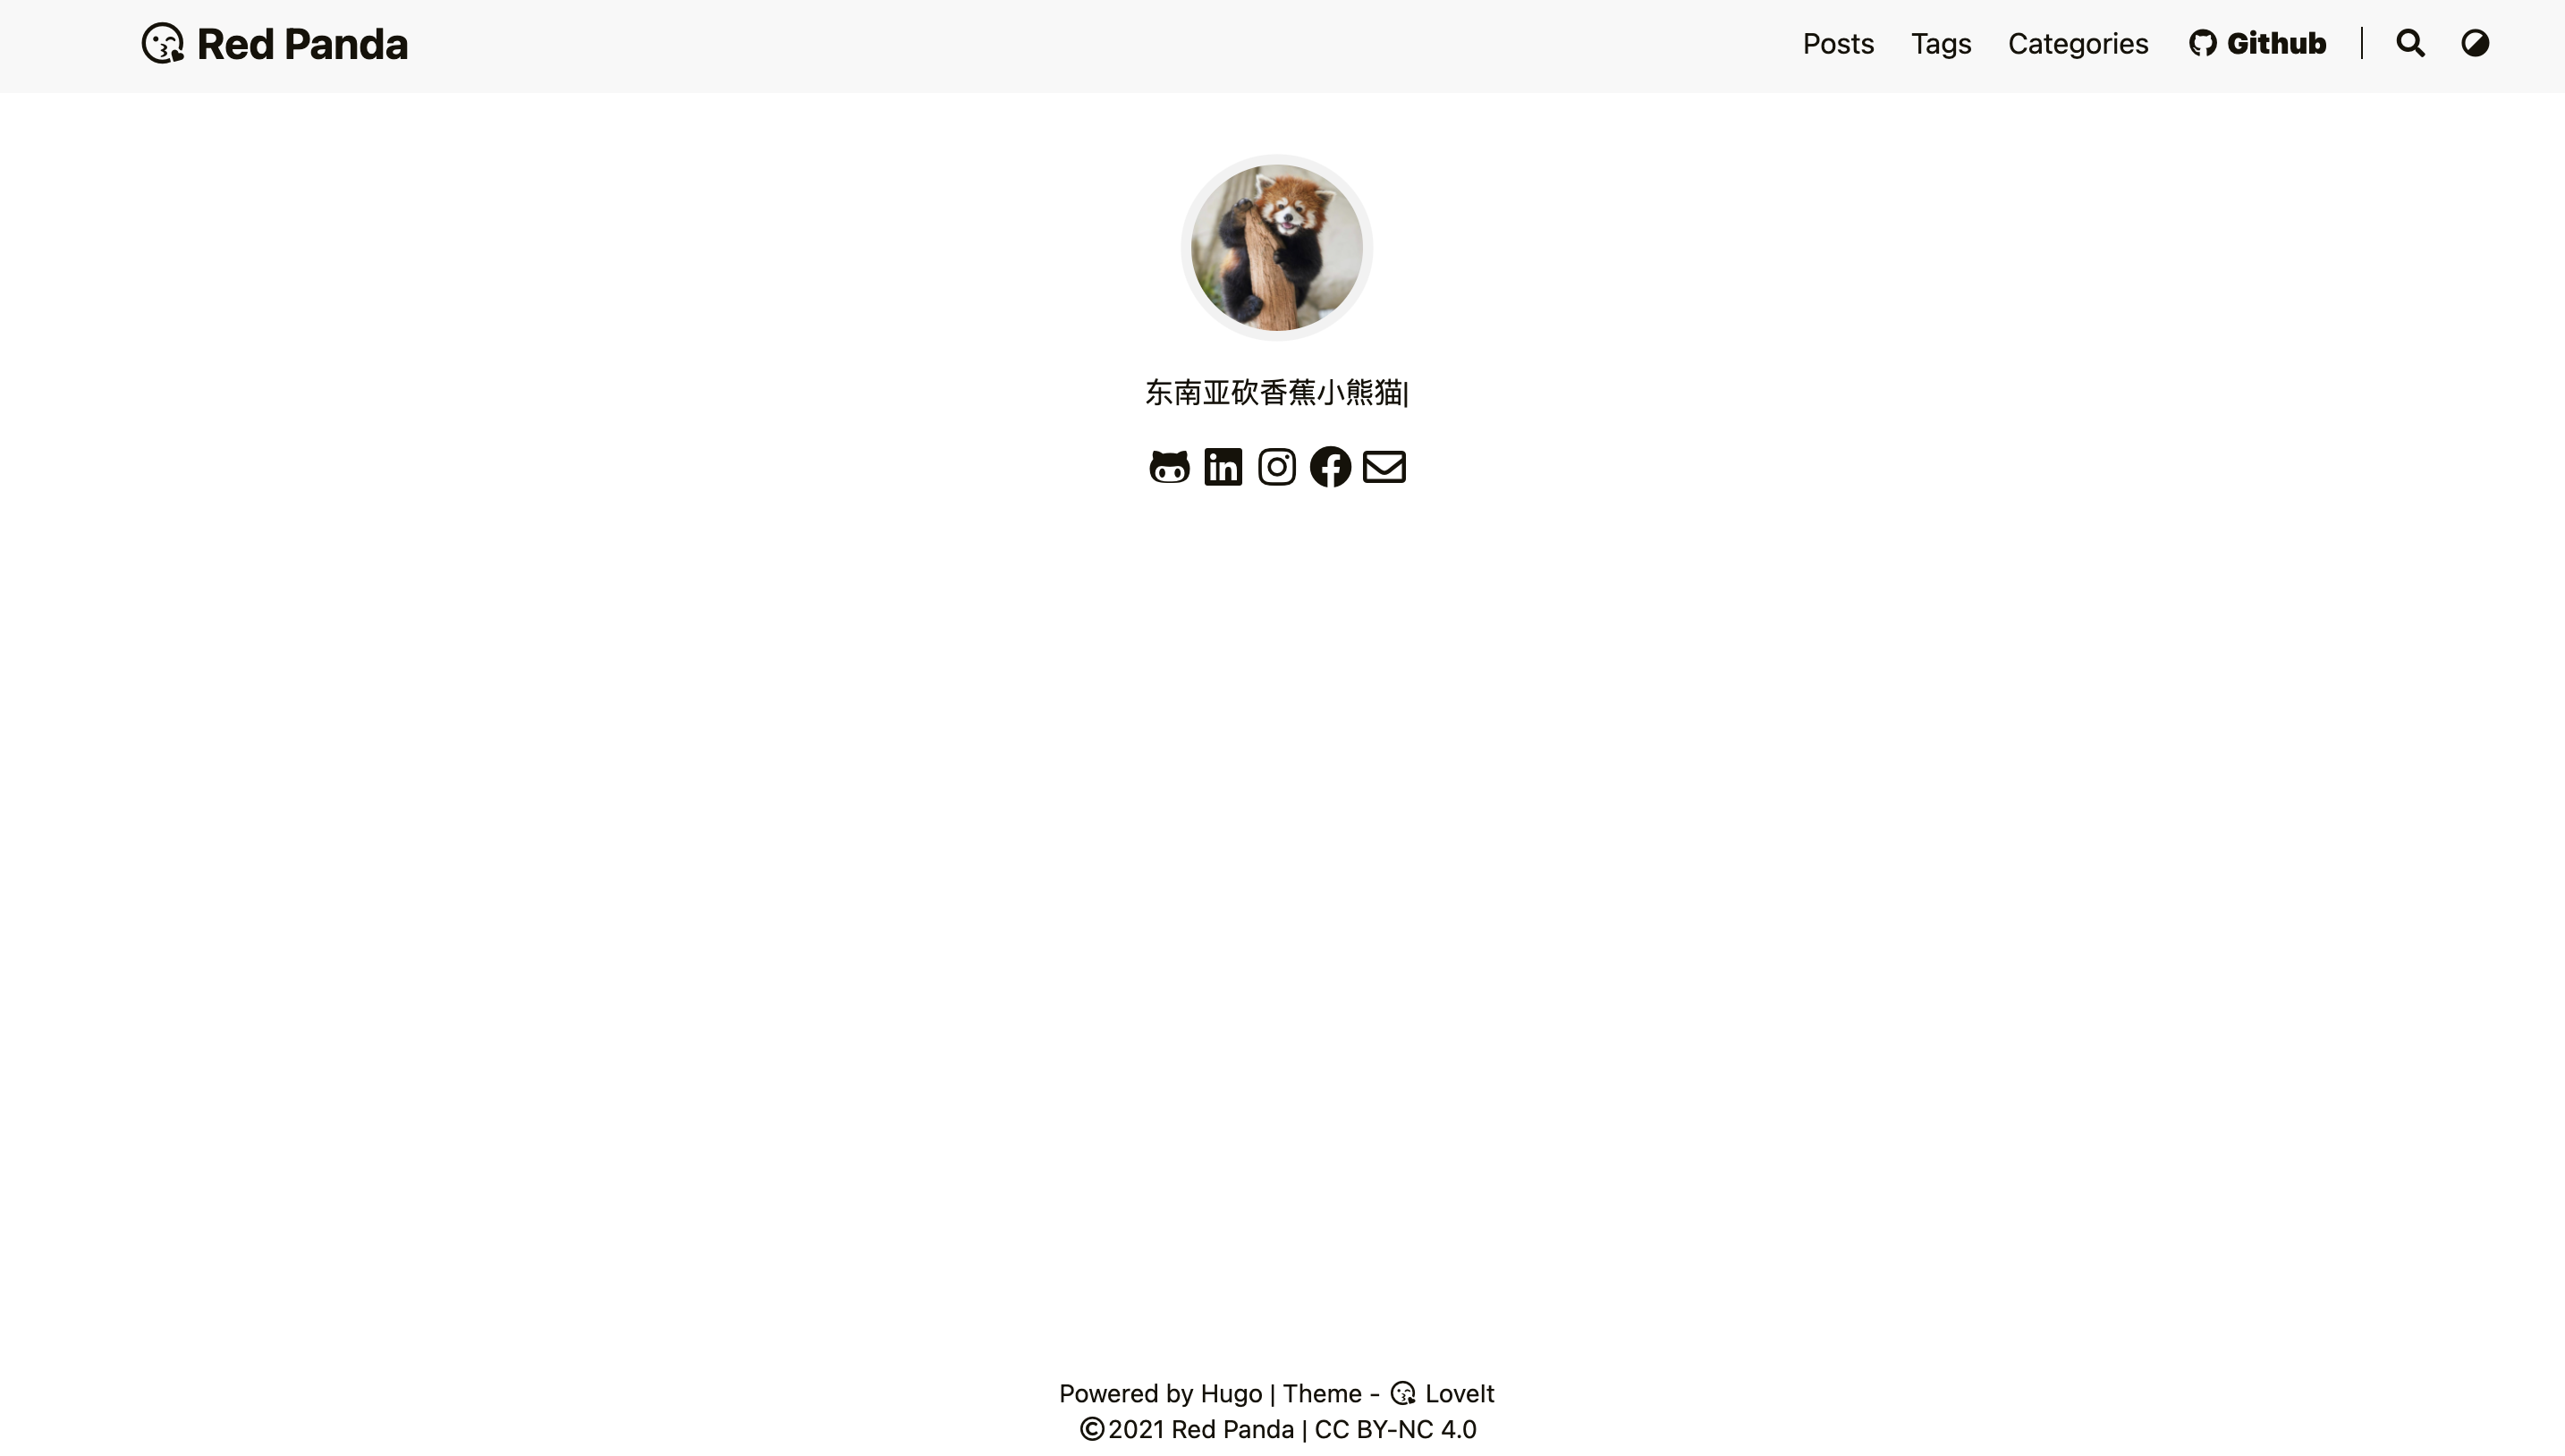 Red Panda
Posts Tags Categories Github
东南亚砍香蕉小熊猫|
Powered by Hugo | Theme - LoveIt
©2021 Red Panda | CC BY-NC 4.0